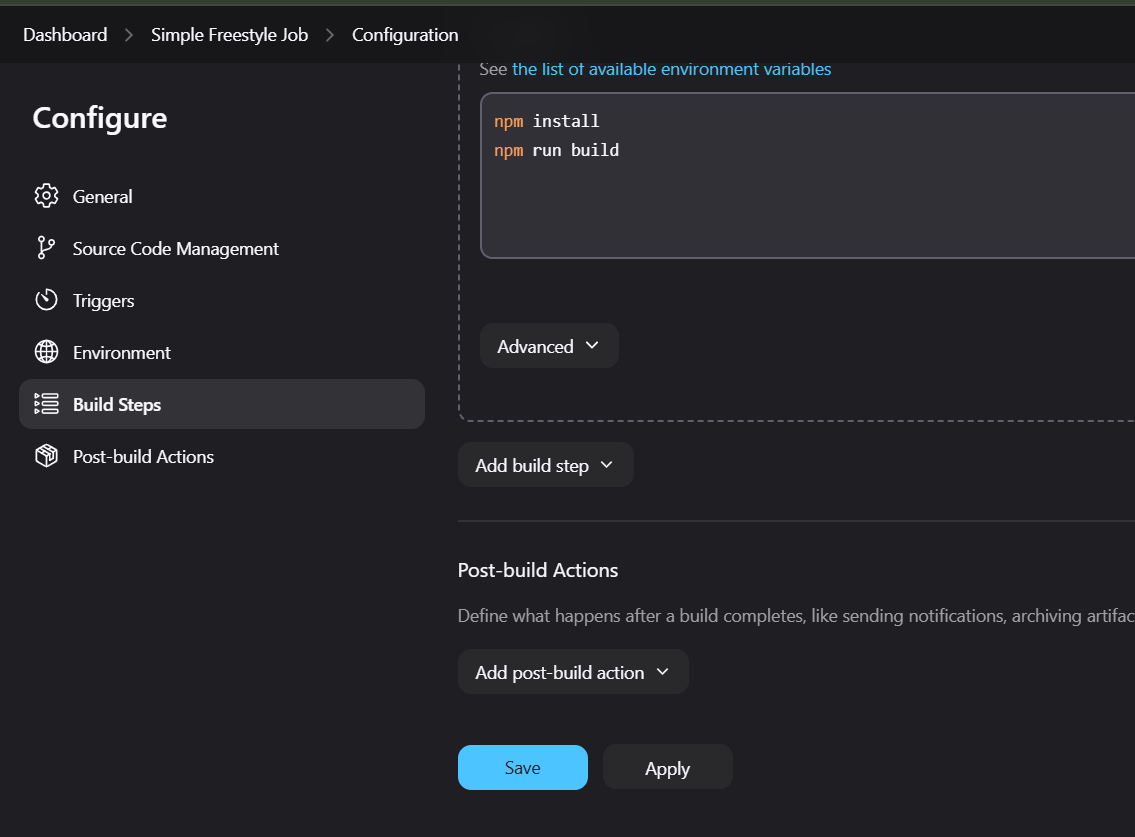 Dashboard > Simple Freestyle Job > Configuration
Configure
General
Source Code Management
Triggers
Environment
Build Steps
Post-build Actions
See the list of available environment variables
npm install
npm run build
Advanced
Add build step
Post-build Actions
Define what happens after a build completes, like sending notifications, archiving artifac
Add post-build action
Save
Apply